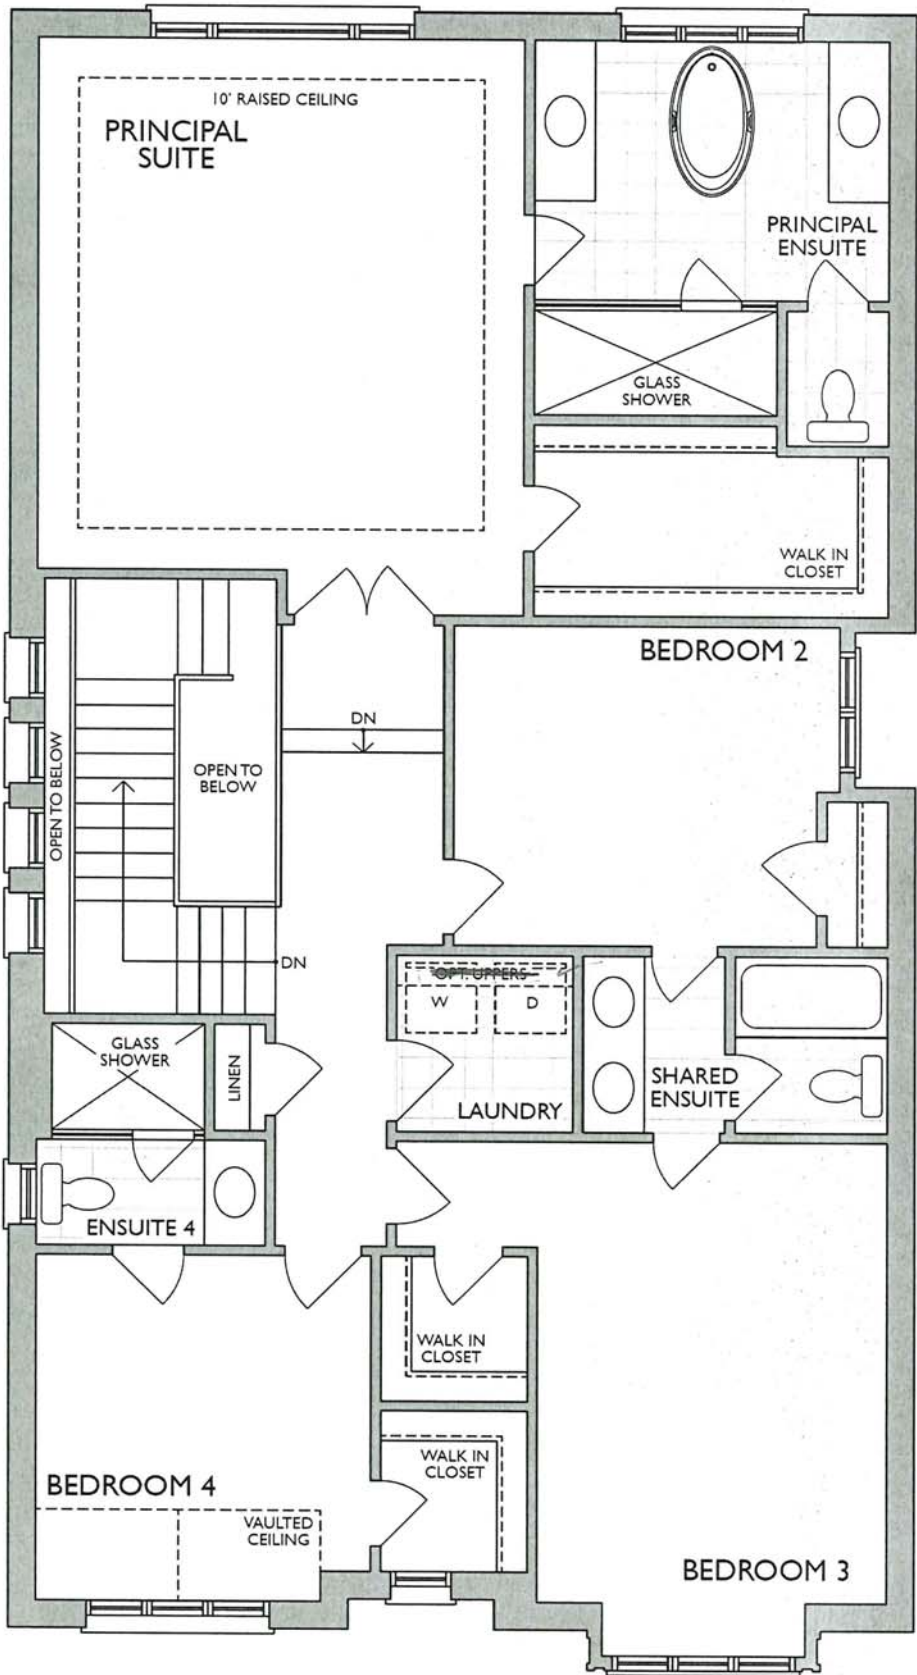 10' RAISED CEILING
PRINCIPAL
SUITE
PRINCIPAL
ENSUITE
GLASS
SHOWER
WALK IN
CLOSET
BEDROOM 2
DN
OPEN TO BELOW
OPEN TO
BELOW
DN
OPT. UPPERS
W
D
GLASS
SHOWER
LINEN
LAUNDRY
SHARED
ENSUITE
ENSUITE 4
WALK IN
CLOSET
WALK IN
CLOSET
BEDROOM 4
VAULTED
CEILING
BEDROOM 3